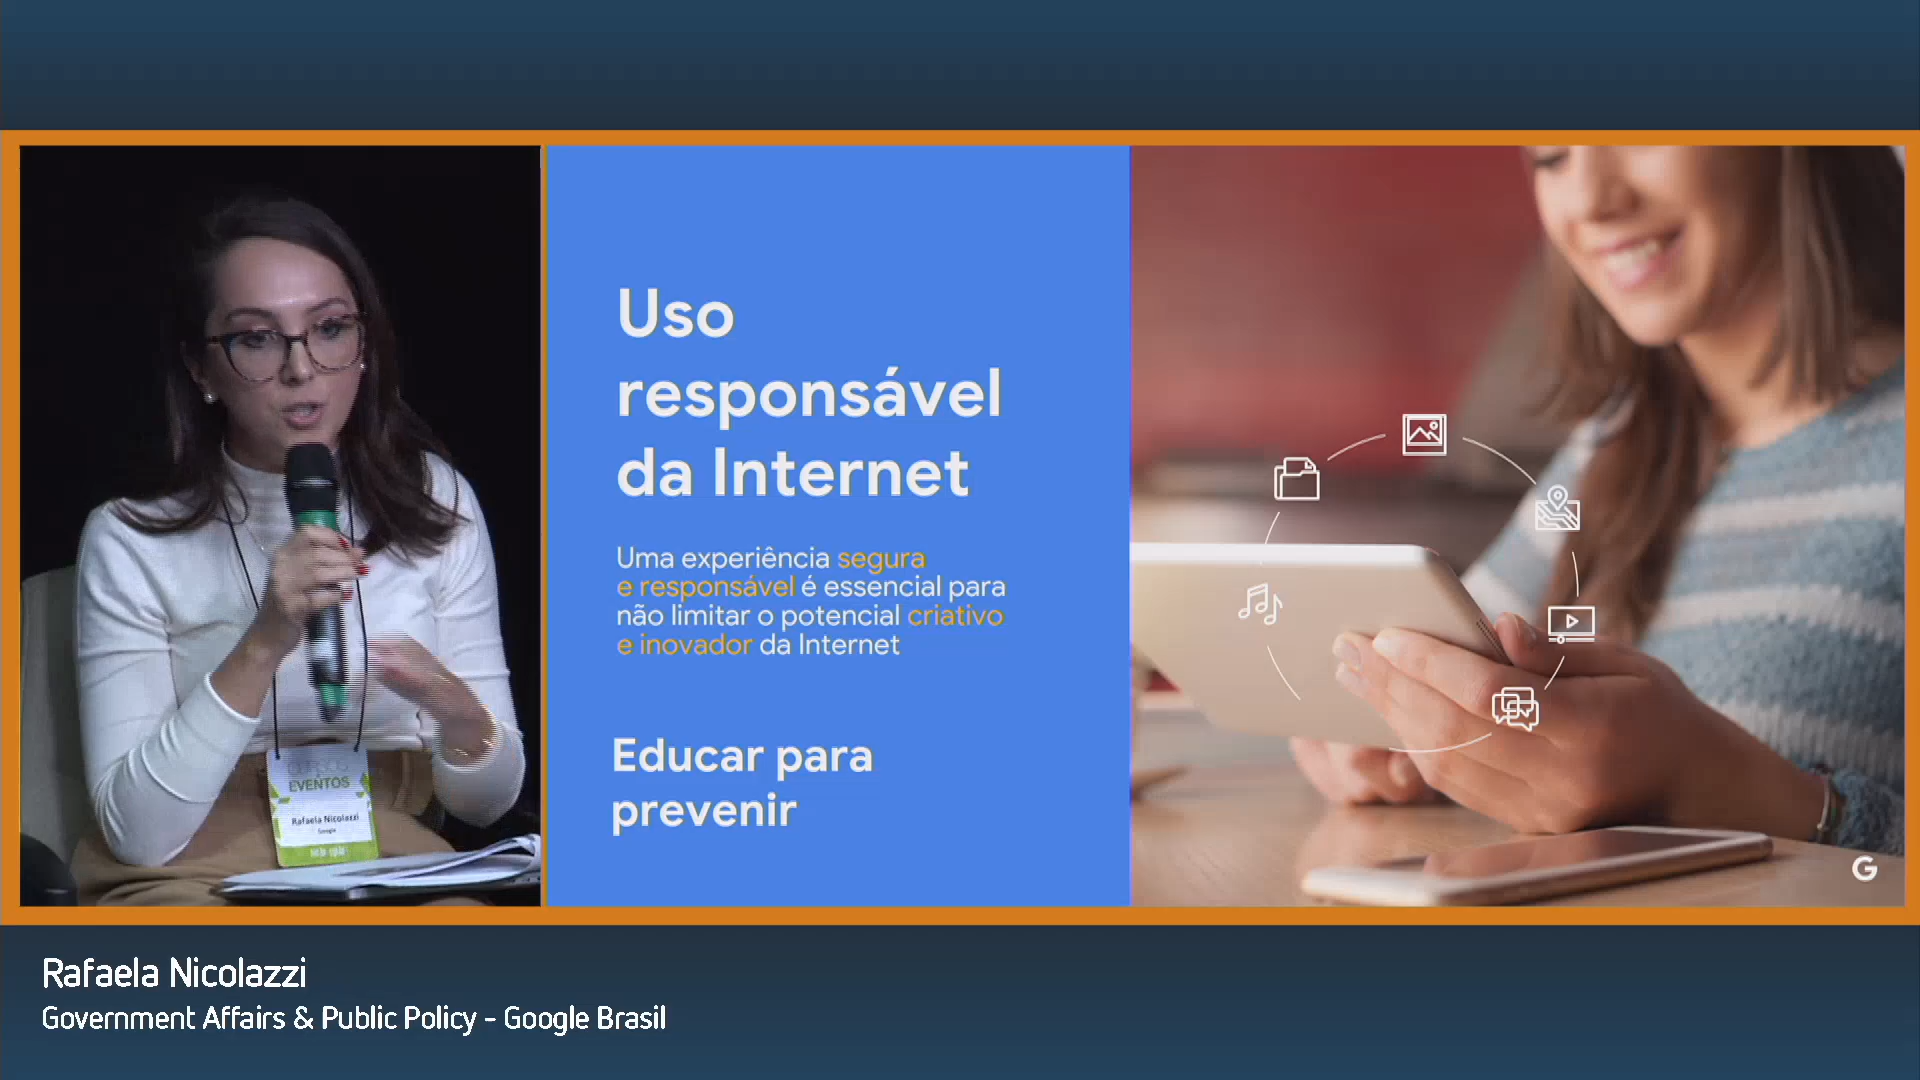 Uso
responsável
da Internet
Uma experiência segura
e responsável é essencial para
não limitar o potencial criativo
e inovador da Internet
Educar para
prevenir
EVENTOS
Rafaela Nicolazzi
Google
G
Rafaela Nicolazzi
Government Affairs & Public Policy - Google Brasil